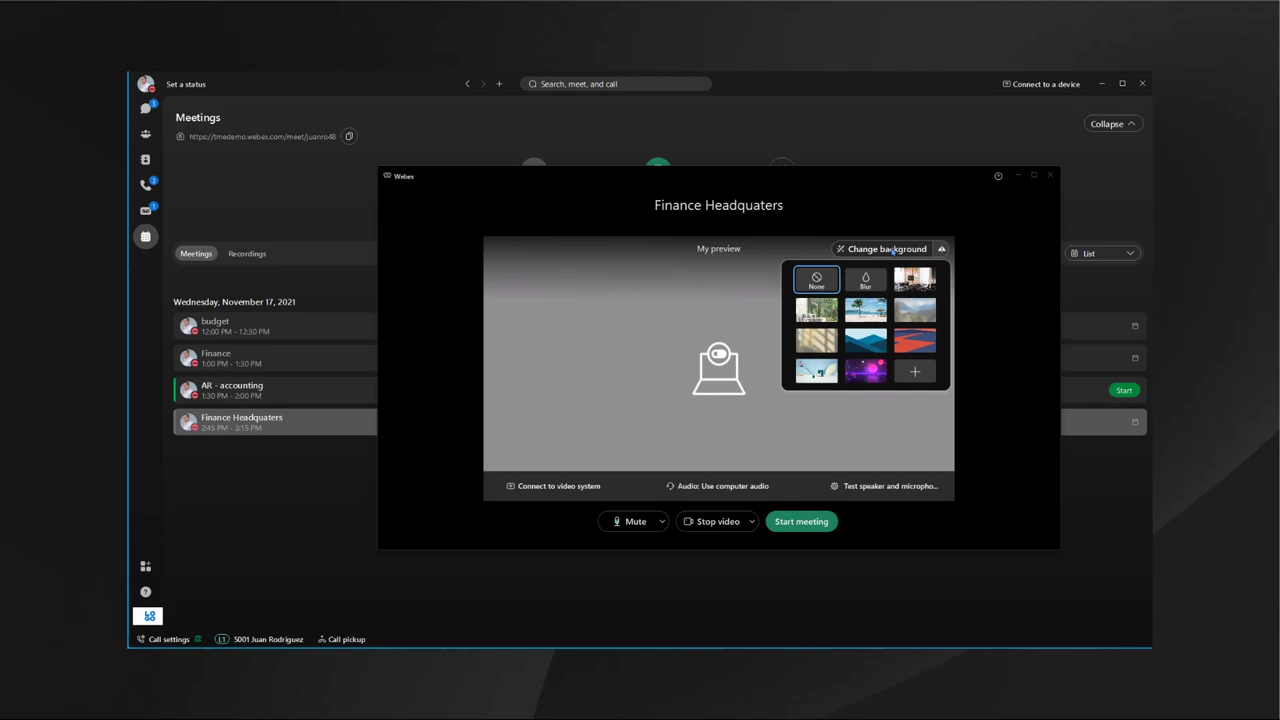 Set a status
Search, meet, and call
Connect to a device
3
Meetings
https://tmedemo.webex.com/meet/juanro48
Collapse
3
1
Webex
Finance Headquaters
Meetings
Recordings
List
My preview
Change background
None
Blur
Wednesday, November 17, 2021
budget
12:00 PM - 12:30 PM
Finance
1:00 PM - 1:30 PM
AR - accounting
1:30 PM - 2:00 PM
Start
Finance Headquaters
2:45 PM - 3:15 PM
Connect to video system
Audio: Use computer audio
Test speaker and micropho...
Mute
Stop video
Start meeting
Call settings
L1
5001 Juan Rodriguez
Call pickup